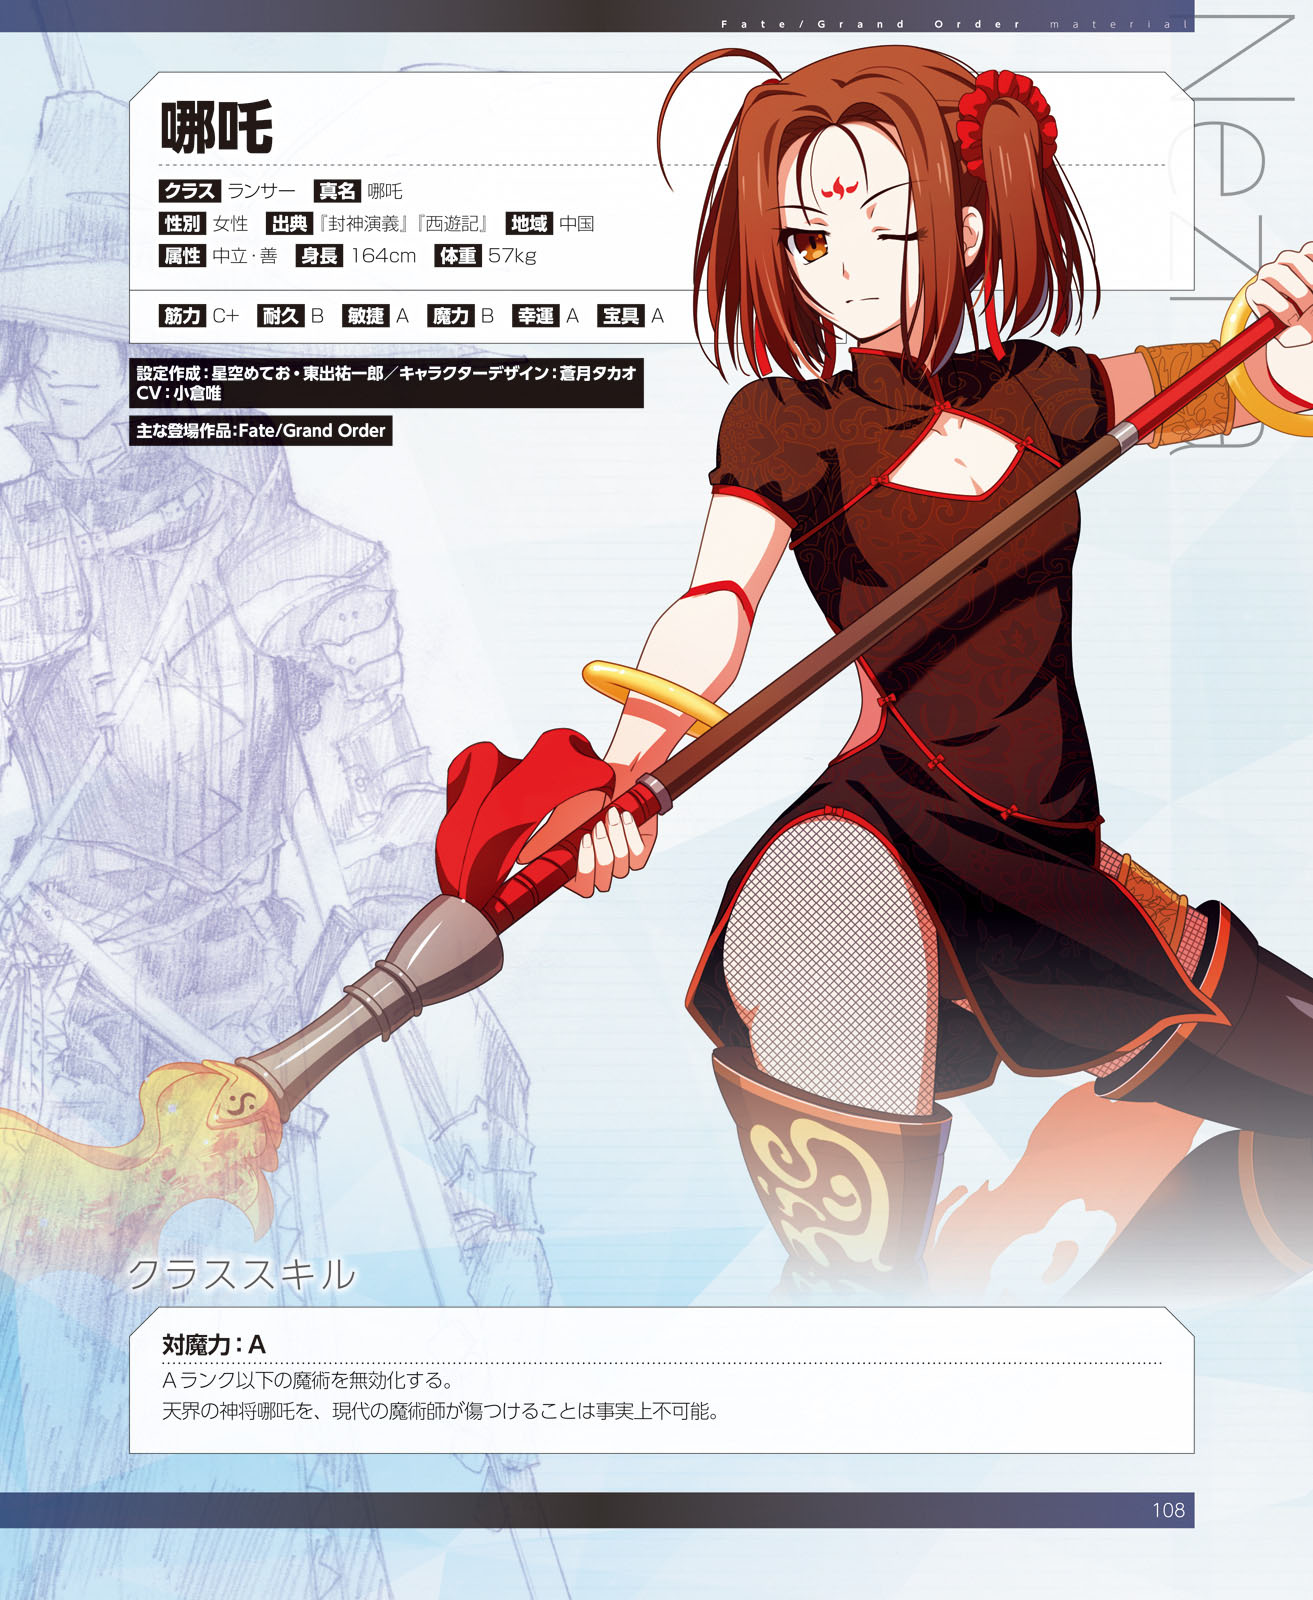 Fate/Grand Order material
Nezha
哪吒
クラス ランサー 真名 哪吒
性別 女性 出典 『封神演義』『西遊記』 地域 中国
属性 中立・善 身長 164cm 体重 57kg
筋力 C+ 耐久 B 敏捷 A 魔力 B 幸運 A 宝具 A
設定作成：星空めてお・東出祐一郎／キャラクターデザイン：蒼月タカオ
CV：小倉唯
主な登場作品：Fate/Grand Order
クラススキル
対魔力：A
Aランク以下の魔術を無効化する。
天界の神将哪吒を、現代の魔術師が傷つけることは事実上不可能。
108